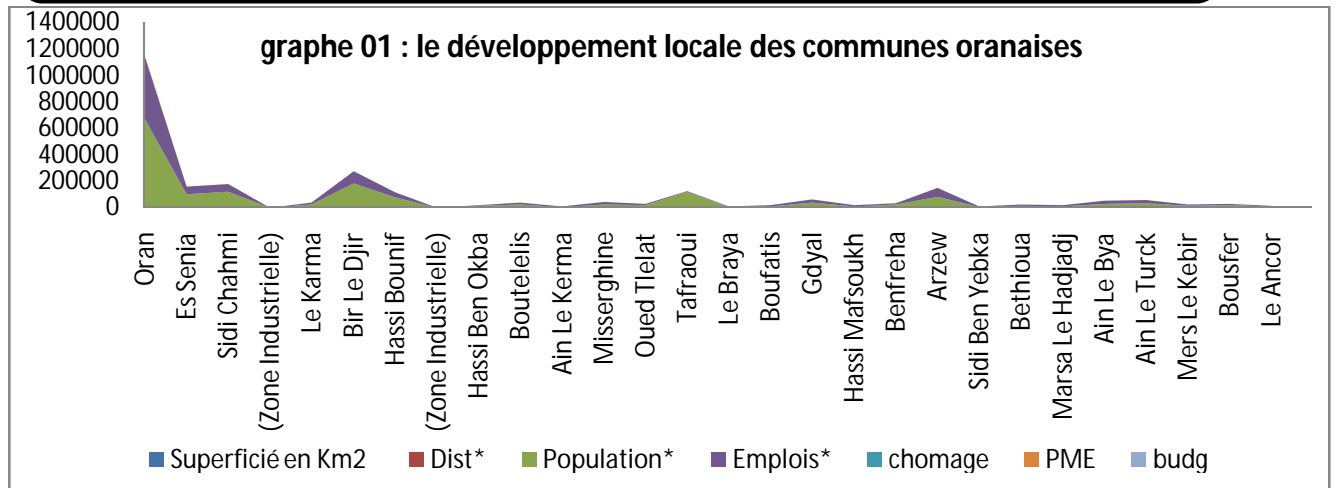 graphe 01 : le développement locale des communes oranaises
1400000
1200000
1000000
800000
600000
400000
200000
0
Oran
Es Senia
Sidi Chahmi
(Zone Industrielle)
Le Karma
Bir Le Djir
Hassi Bounif
(Zone Industrielle)
Hassi Ben Okba
Boutelelis
Ain Le Kerma
Misserghine
Oued Tlelat
Tafraoui
Le Braya
Boufatis
Gdyal
Hassi Mafsoukh
Benfreha
Arzew
Sidi Ben Yebka
Bethioua
Marsa Le Hadjadj
Ain Le Bya
Ain Le Turck
Mers Le Kebir
Bousfer
Le Ancor
Superficié en Km2 Dist* Population* Emplois* chomage PME budg